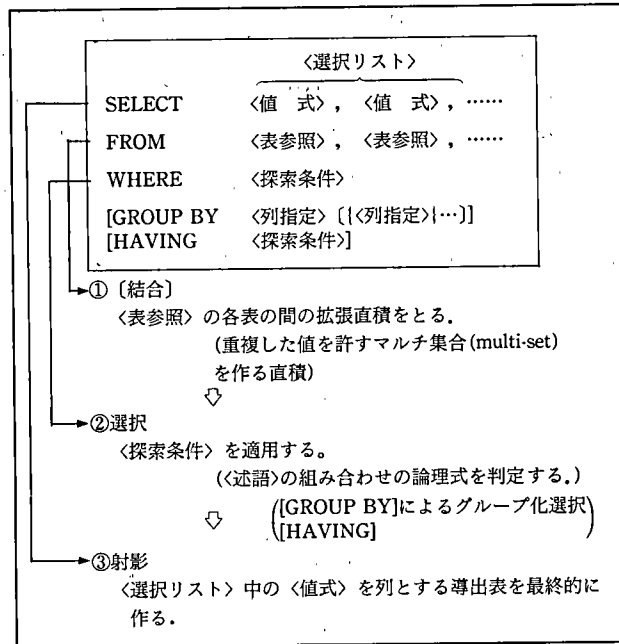 〈選択リスト〉
SELECT 〈値 式〉, 〈値 式〉, ……
FROM 〈表参照〉, 〈表参照〉, ……
WHERE 〈探索条件〉
[GROUP BY 〈列指定〉〔{〈列指定〉}…〕]
[HAVING 〈探索条件〉]
①〔結合〕
〈表参照〉の各表の間の拡張直積をとる.
(重複した値を許すマルチ集合(multi-set)
を作る直積)
②選択
〈探索条件〉を適用する。
(〈述語〉の組み合わせの論理式を判定する.)
([GROUP BY]によるグループ化選択
[HAVING])
③射影
〈選択リスト〉中の〈値式〉を列とする導出表を最終的に
作る.